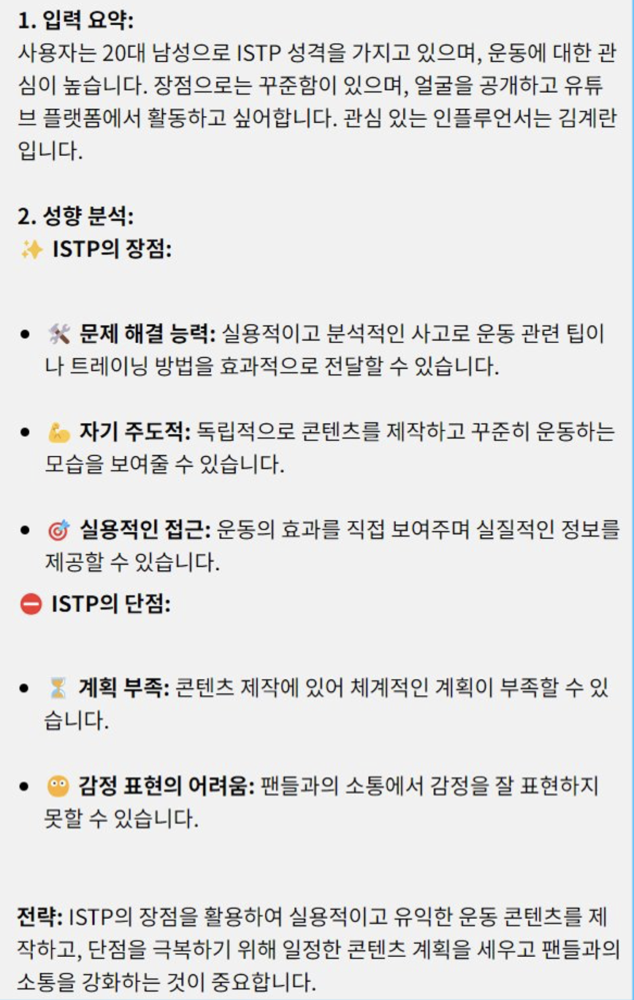 1. 입력 요약:
사용자는 20대 남성으로 ISTP 성격을 가지고 있으며, 운동에 대한 관
심이 높습니다. 장점으로는 꾸준함이 있으며, 얼굴을 공개하고 유튜
브 플랫폼에서 활동하고 싶어합니다. 관심 있는 인플루언서는 김계란
입니다.
2. 성향 분석:
✨ ISTP의 장점:
• 🛠️ 문제 해결 능력: 실용적이고 분석적인 사고로 운동 관련 팁이
나 트레이닝 방법을 효과적으로 전달할 수 있습니다.
• 💪 자기 주도적: 독립적으로 콘텐츠를 제작하고 꾸준히 운동하는
모습을 보여줄 수 있습니다.
• 🎯 실용적인 접근: 운동의 효과를 직접 보여주며 실질적인 정보를
제공할 수 있습니다.
⛔ ISTP의 단점:
• ⏳ 계획 부족: 콘텐츠 제작에 있어 체계적인 계획이 부족할 수 있
습니다.
• 😶 감정 표현의 어려움: 팬들과의 소통에서 감정을 잘 표현하지
못할 수 있습니다.
전략: ISTP의 장점을 활용하여 실용적이고 유익한 운동 콘텐츠를 제
작하고, 단점을 극복하기 위해 일정한 콘텐츠 계획을 세우고 팬들과의
소통을 강화하는 것이 중요합니다.